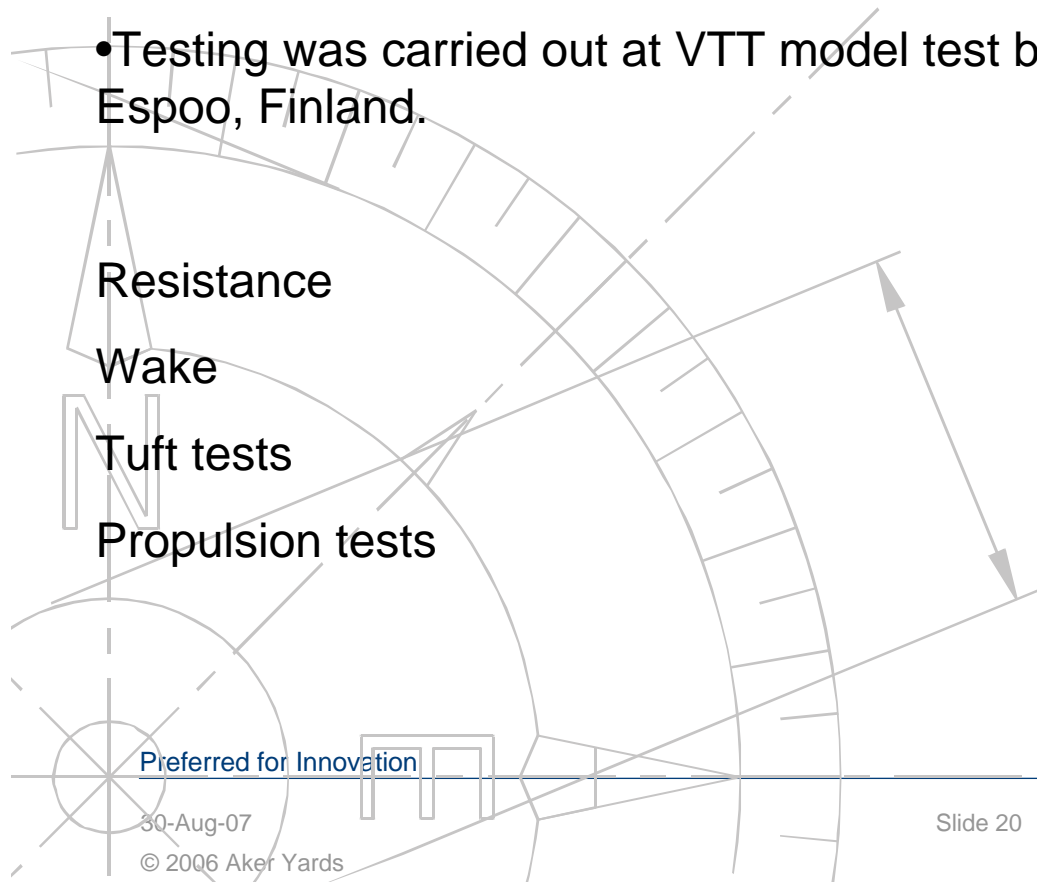 •Testing was carried out at VTT model test
Espoo, Finland.
Resistance
Wake
Tuft tests
Propulsion tests
N
E
Preferred for Innovation
30-Aug-07
Slide 20
© 2006 Aker Yards